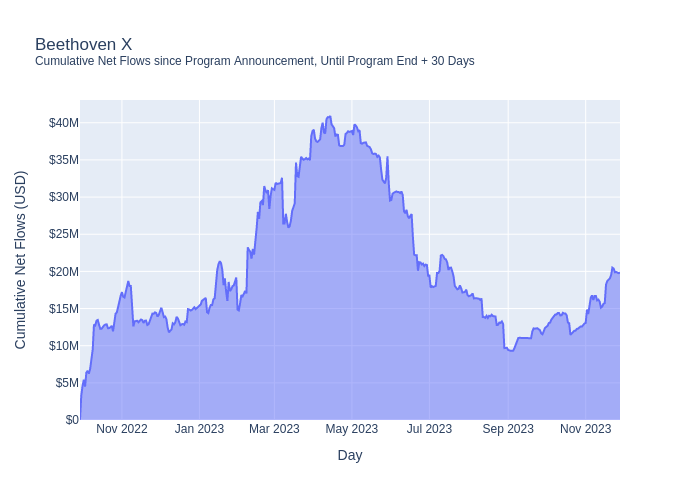 Beethoven X
Cumulative Net Flows since Program Announcement, Until Program End + 30 Days
Cumulative Net Flows (USD)
$40M
$35M
$30M
$25M
$20M
$15M
$10M
$5M
$0
Nov 2022 Jan 2023 Mar 2023 May 2023 Jul 2023 Sep 2023 Nov 2023
Day